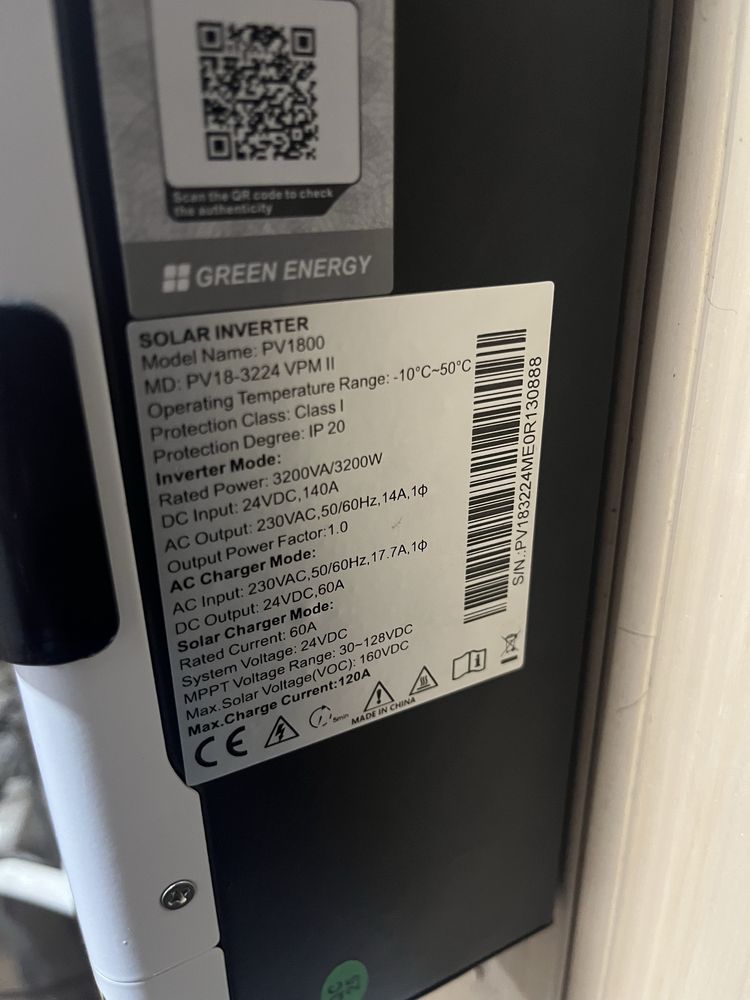 Scan the QR code to check
the authenticity
GREEN ENERGY
SOLAR INVERTER
Model Name: PV1800
MD: PV18-3224 VPM II
Operating Temperature Range: -10°C~50°C
Protection Class: Class I
Protection Degree: IP 20
Inverter Mode:
Rated Power: 3200VA/3200W
DC Input: 24VDC,140A
AC Output: 230VAC,50/60Hz,14A,1ϕ
Output Power Factor:1.0
AC Charger Mode:
AC Input: 230VAC,50/60Hz,17.7A,1ϕ
DC Output: 24VDC,60A
Solar Charger Mode:
Rated Current: 60A
System Voltage: 24VDC
MPPT Voltage Range: 30~128VDC
Max.Solar Voltage(VOC): 160VDC
Max.Charge Current:120A
CE
5min
MADE IN CHINA
S/N.:PV183224ME0R130888